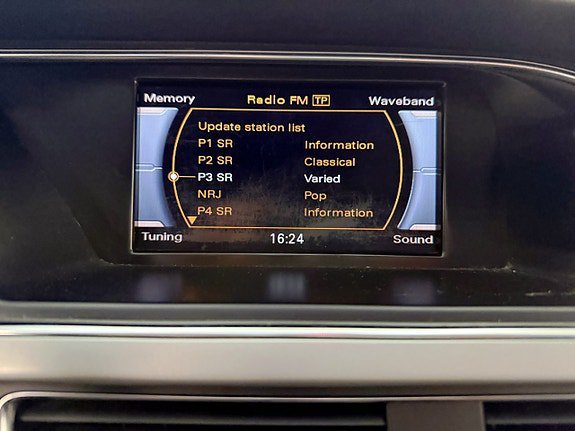 Memory Radio FM TP Waveband
Update station list
P1 SR Information
P2 SR Classical
P3 SR Varied
NRJ Pop
P4 SR Information
Tuning 16:24 Sound